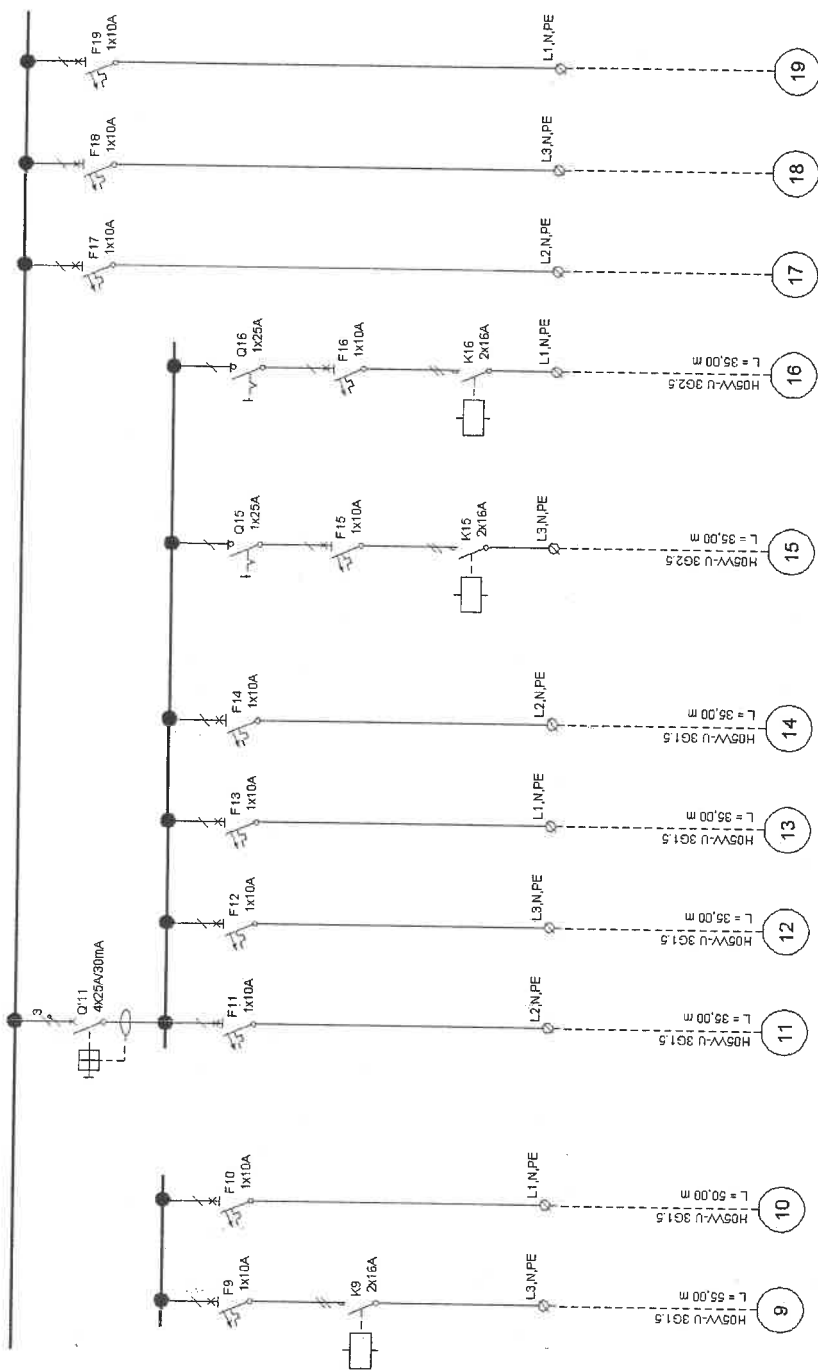 3
Q'11
4x25A/30mA
F9
1x10A
K9
2x16A
L3,N,PE
H05VV-U 3G1.5
L = 55,00 m
9
F10
1x10A
L1,N,PE
H05VV-U 3G1.5
L = 50,00 m
10
F11
1x10A
L2,N,PE
H05VV-U 3G1.5
L = 35,00 m
11
F12
1x10A
L3,N,PE
H05VV-U 3G1.5
L = 35,00 m
12
F13
1x10A
L1,N,PE
H05VV-U 3G1.5
L = 35,00 m
13
F14
1x10A
L2,N,PE
H05VV-U 3G1.5
L = 35,00 m
14
Q15
1x25A
F15
1x10A
K15
2x16A
L3,N,PE
H05VV-U 3G2.5
L = 35,00 m
15
Q16
1x25A
F16
1x10A
K16
2x16A
L1,N,PE
H05VV-U 3G2.5
L = 35,00 m
16
F17
1x10A
L2,N,PE
17
F18
1x10A
L3,N,PE
18
F19
1x10A
L1,N,PE
19